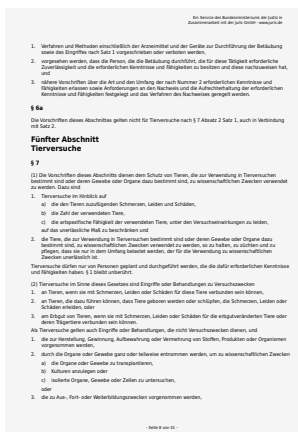 Ein Service des Bundesministeriums der Justiz in
Zusammenarbeit mit der juris GmbH - www.juris.de
1. Verfahren und Methoden einschließlich der Arzneimittel und der Geräte zur Durchführung der Betäubung
sowie des Eingriffes nach Satz 1 vorgeschrieben oder verboten werden,
2. vorgesehen werden, dass die Person, die die Betäubung durchführt, die für diese Tätigkeit erforderliche
Zuverlässigkeit und die erforderlichen Kenntnisse und Fähigkeiten zu besitzen und diese nachzuweisen hat,
und
3. nähere Vorschriften über die Art und den Umfang der nach Nummer 2 erforderlichen Kenntnisse und
Fähigkeiten erlassen sowie Anforderungen an den Nachweis und die Aufrechterhaltung der erforderlichen
Kenntnisse und Fähigkeiten festgelegt und das Verfahren des Nachweises geregelt werden.
§ 6a
Die Vorschriften dieses Abschnittes gelten nicht für Tierversuche nach § 7 Absatz 2 Satz 1, auch in Verbindung
mit Satz 2.
Fünfter Abschnitt
Tierversuche
§ 7
(1) Die Vorschriften dieses Abschnitts dienen dem Schutz von Tieren, die zur Verwendung in Tierversuchen
bestimmt sind oder deren Gewebe oder Organe dazu bestimmt sind, zu wissenschaftlichen Zwecken verwendet
zu werden. Dazu sind
1. Tierversuche im Hinblick auf
a) die den Tieren zuzufügenden Schmerzen, Leiden und Schäden,
b) die Zahl der verwendeten Tiere,
c) die artspezifische Fähigkeit der verwendeten Tiere, unter den Versuchseinwirkungen zu leiden,
auf das unerlässliche Maß zu beschränken und
2. die Tiere, die zur Verwendung in Tierversuchen bestimmt sind oder deren Gewebe oder Organe dazu
bestimmt sind, zu wissenschaftlichen Zwecken verwendet zu werden, so zu halten, zu züchten und zu
pflegen, dass sie nur in dem Umfang belastet werden, der für die Verwendung zu wissenschaftlichen
Zwecken unerlässlich ist.
Tierversuche dürfen nur von Personen geplant und durchgeführt werden, die die dafür erforderlichen Kenntnisse
und Fähigkeiten haben. § 1 bleibt unberührt.
(2) Tierversuche im Sinne dieses Gesetzes sind Eingriffe oder Behandlungen zu Versuchszwecken
1. an Tieren, wenn sie mit Schmerzen, Leiden oder Schäden für diese Tiere verbunden sein können,
2. an Tieren, die dazu führen können, dass Tiere geboren werden oder schlüpfen, die Schmerzen, Leiden oder
Schäden erleiden, oder
3. am Erbgut von Tieren, wenn sie mit Schmerzen, Leiden oder Schäden für die erbgutveränderten Tiere oder
deren Trägertiere verbunden sein können.
Als Tierversuche gelten auch Eingriffe oder Behandlungen, die nicht Versuchszwecken dienen, und
1. die zur Herstellung, Gewinnung, Aufbewahrung oder Vermehrung von Stoffen, Produkten oder Organismen
vorgenommen werden,
2. durch die Organe oder Gewebe ganz oder teilweise entnommen werden, um zu wissenschaftlichen Zwecken
a) die Organe oder Gewebe zu transplantieren,
b) Kulturen anzulegen oder
c) isolierte Organe, Gewebe oder Zellen zu untersuchen,
oder
3. die zu Aus-, Fort- oder Weiterbildungszwecken vorgenommen werden,
- Seite 8 von 31 -